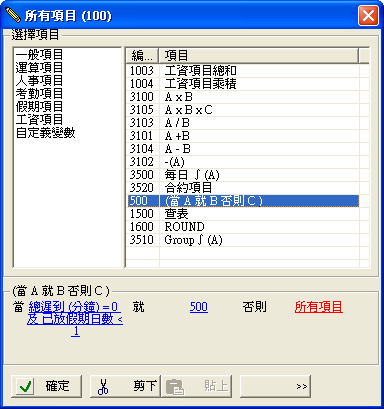 所有項目 (100)
選擇項目
一般項目
運算項目
人事項目
考勤項目
假期項目
工資項目
自定義變數
編... 項目
1003 工資項目總和
1004 工資項目乘積
3100 A x B
3105 A x B x C
3103 A / B
3101 A +B
3104 A - B
3102 -(A)
3500 每日 ∫ (A)
3520 合約項目
500 (當 A 就 B 否則 C )
1500 查表
1600 ROUND
3510 Group ∫ (A)
(當 A 就 B 否則 C )
當 總遲到 (分鐘) = 0 就 500 否則 所有項目
及 已放假期日數 <
1
確定 剪下 貼上 >>